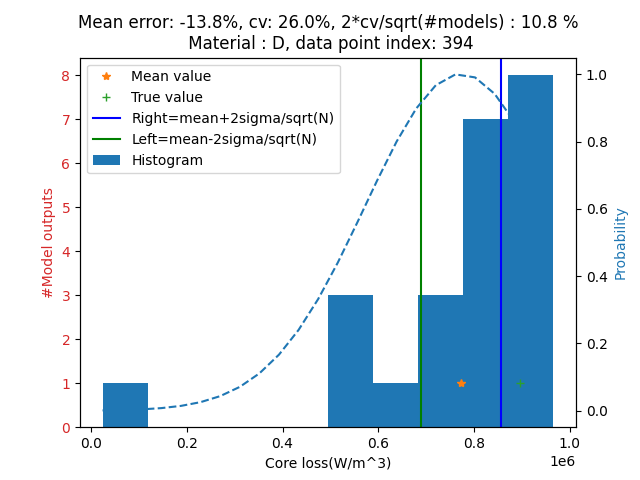 Mean error: -13.8%, cv: 26.0%, 2*cv/sqrt(#models) : 10.8 %
Material : D, data point index: 394
Mean value
True value
Right=mean+2sigma/sqrt(N)
Left=mean-2sigma/sqrt(N)
Histogram
#Model outputs
8
7
6
5
4
3
2
1
0
Probability
1.0
0.8
0.6
0.4
0.2
0.0
0.0 0.2 0.4 0.6 0.8 1.0
1e6
Core loss(W/m^3)